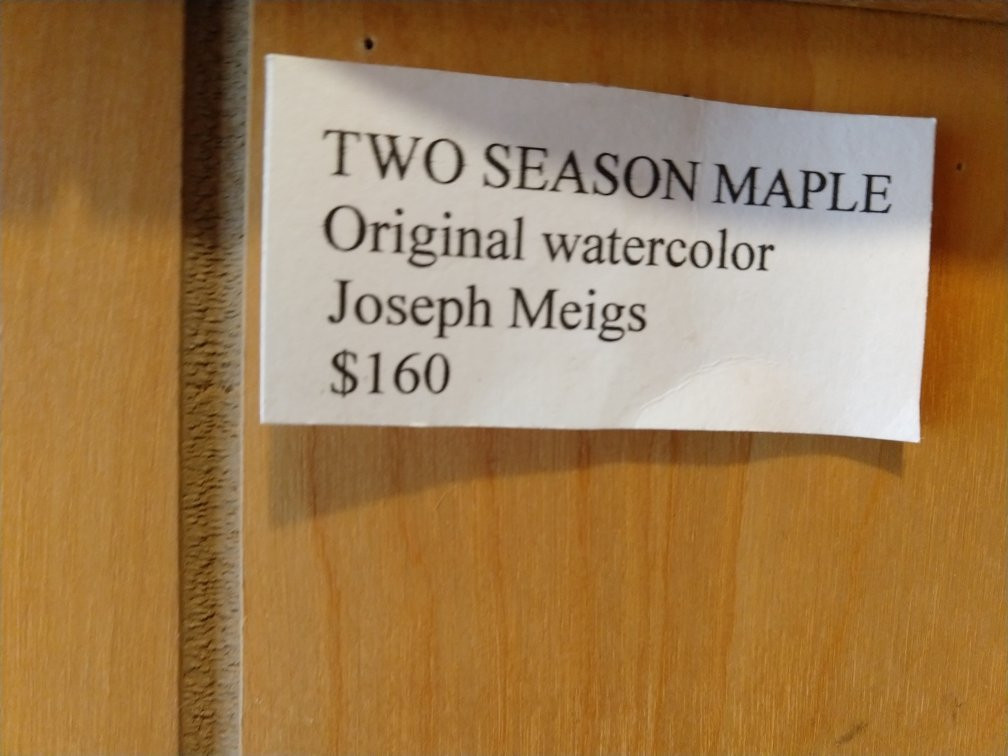 TWO SEASON MAPLE
Original watercolor
Joseph Meigs
$160